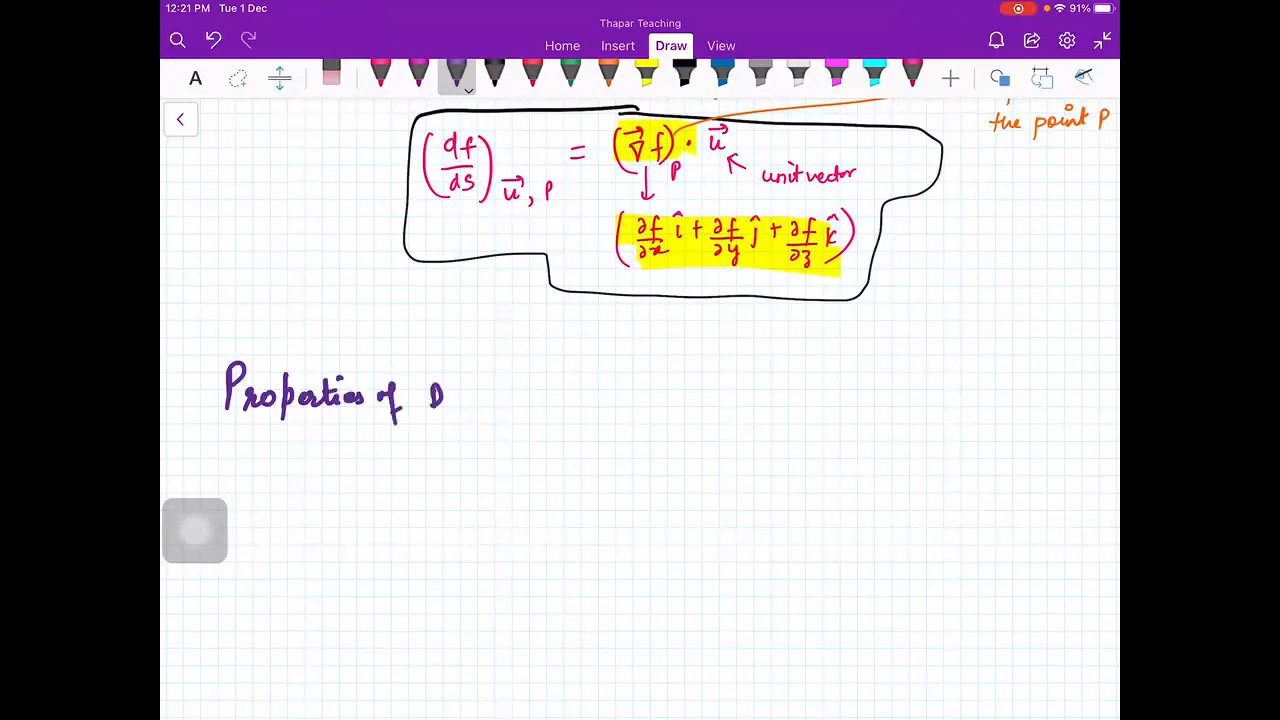 12:21 PM Tue 1 Dec
91%
Thapar Teaching
Home Insert Draw View
A
the point P
(df/ds)_{u⃗, P} = (∇⃗f)_P · u⃗
unit vector
(∂f/∂x î + ∂f/∂y ĵ + ∂f/∂z k̂)
Properties of D